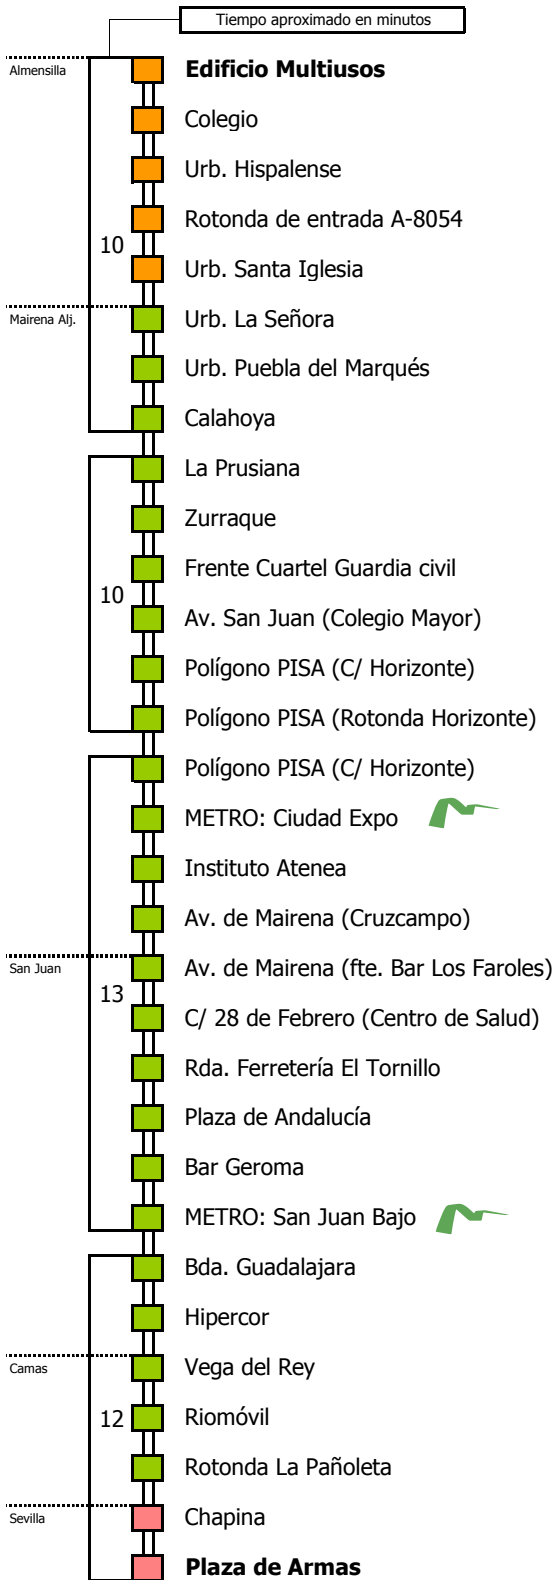 Tiempo aproximado en minutos
Almensilla
Edificio Multiusos
Colegio
Urb. Hispalense
Rotonda de entrada A-8054
10
Urb. Santa Iglesia
Mairena Alj.
Urb. La Señora
Urb. Puebla del Marqués
Calahoya
La Prusiana
Zurraque
Frente Cuartel Guardia civil
10
Av. San Juan (Colegio Mayor)
Polígono PISA (C/ Horizonte)
Polígono PISA (Rotonda Horizonte)
Polígono PISA (C/ Horizonte)
METRO: Ciudad Expo
Instituto Atenea
Av. de Mairena (Cruzcampo)
San Juan
Av. de Mairena (fte. Bar Los Faroles)
13
C/ 28 de Febrero (Centro de Salud)
Rda. Ferretería El Tornillo
Plaza de Andalucía
Bar Geroma
METRO: San Juan Bajo
Bda. Guadalajara
Hipercor
Camas
Vega del Rey
12
Riomóvil
Rotonda La Pañoleta
Sevilla
Chapina
Plaza de Armas